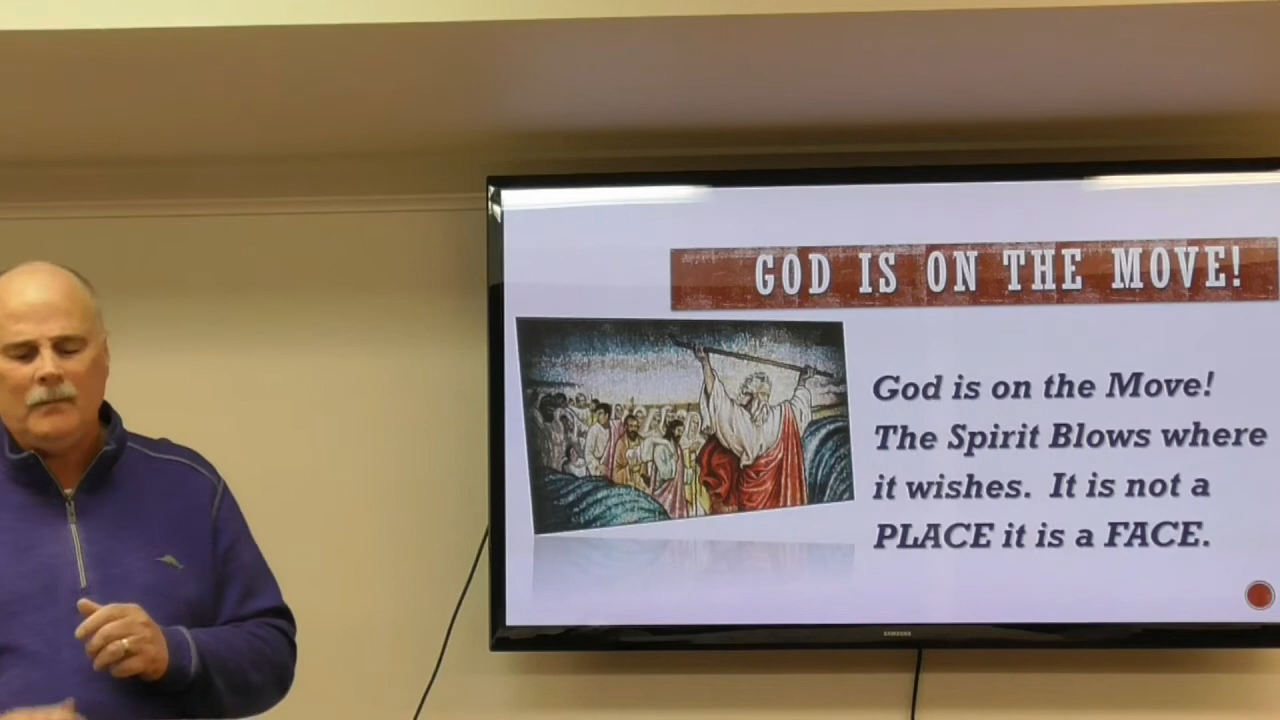 GOD IS ON THE MOVE!
God is on the Move!
The Spirit Blows where
it wishes. It is not a
PLACE it is a FACE.
SAMSUNG